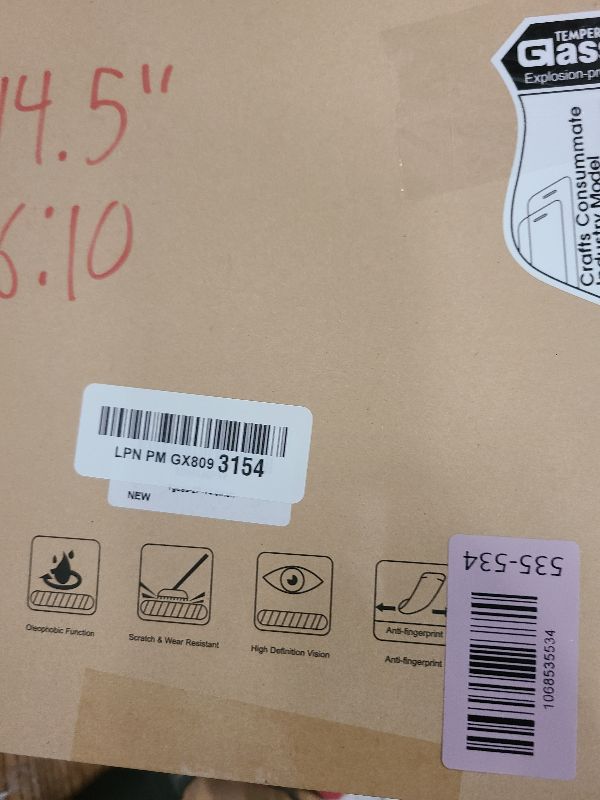 14.5"
6:10
TEMPER
Glass
Explosion-pr
Crafts Consummate
Industry Model
LPN PM GX809 3154
NEW
Oleophobic Function
Scratch & Wear Resistant
High Definition Vision
Anti-fingerprint
Anti-fingerprint
535-534
1068535534